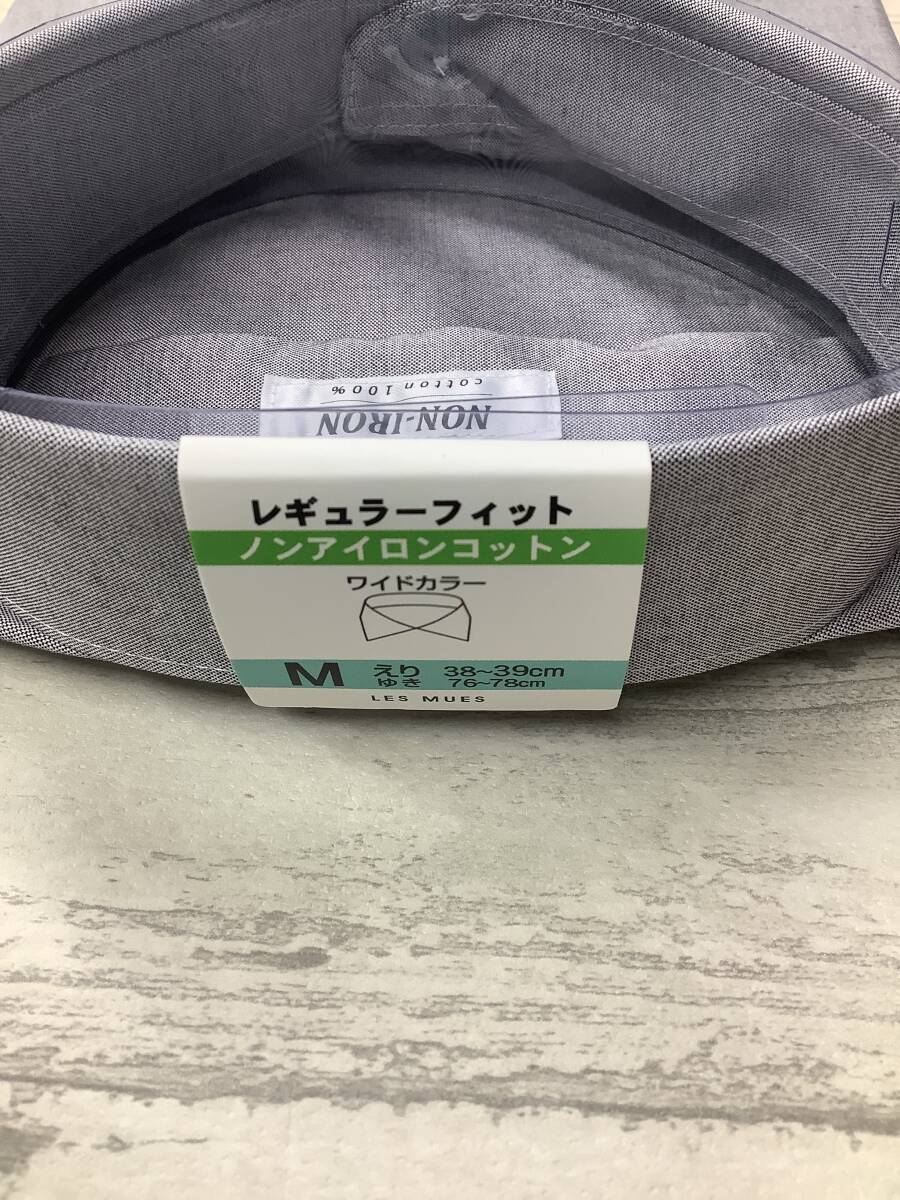 cotton 100%
NON-IRON
レギュラーフィット
ノンアイロンコットン
ワイドカラー
M えり 38~39cm
ゆき 76~78cm
LES MUES